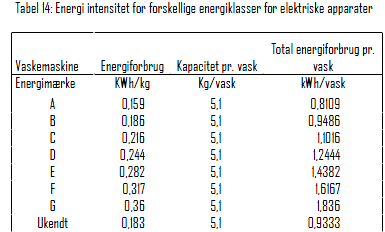 Tabel 14: Energi intensitet for forskellige energiklasser for elektriske apparater
Total energiforbrug pr.
Vaskemaskine Energiforbrug Kapacitet pr. vask vask
Energimærke KWh/kg Kg/vask kWh/vask
A 0,159 5,1 0,8109
B 0,186 5,1 0,9486
C 0,216 5,1 1,1016
D 0,244 5,1 1,2444
E 0,282 5,1 1,4382
F 0,317 5,1 1,6167
G 0,36 5,1 1,836
Ukendt 0,183 5,1 0,9333